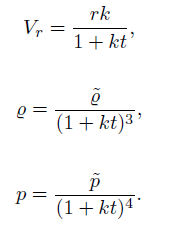 V_r = \frac{rk}{1 + kt},
\varrho = \frac{\tilde{\varrho}}{(1 + kt)^3},
p = \frac{\tilde{p}}{(1 + kt)^4}.